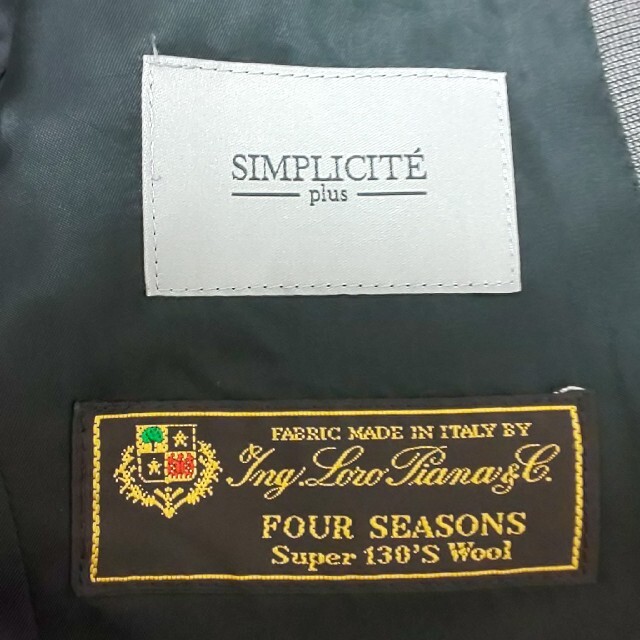 SIMPLICITÉ
plus
FABRIC MADE IN ITALY BY
Ing. Loro Piana & C.
FOUR SEASONS
Super 130'S Wool